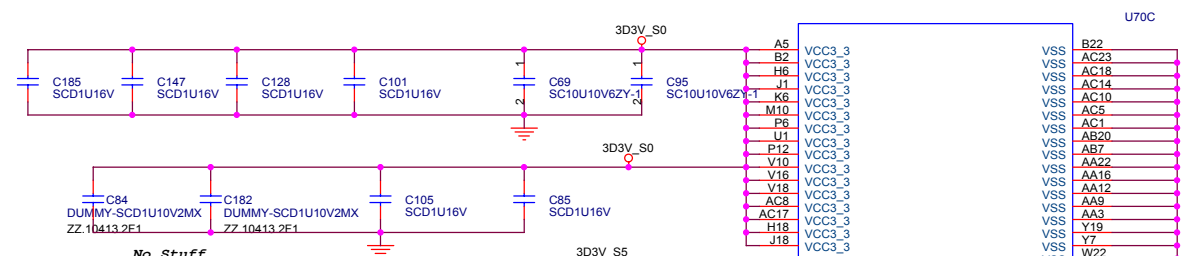 U70C
3D3V_S0
C185
SCD1U16V
C147
SCD1U16V
C128
SCD1U16V
C101
SCD1U16V
1
C69
SC10U10V6ZY-1
2
1
C95
SC10U10V6ZY-1
2
3D3V_S0
C84
DUMMY-SCD1U10V2MX
ZZ.10413.2F1
C182
DUMMY-SCD1U10V2MX
ZZ.10413.2F1
C105
SCD1U16V
C85
SCD1U16V
No Stuff
3D3V_S5
A5 VCC3_3
B2 VCC3_3
H6 VCC3_3
J1 VCC3_3
K6 VCC3_3
M10 VCC3_3
P6 VCC3_3
U1 VCC3_3
P12 VCC3_3
V10 VCC3_3
V16 VCC3_3
V18 VCC3_3
AC8 VCC3_3
AC17 VCC3_3
H18 VCC3_3
J18 VCC3_3
VSS B22
VSS AC23
VSS AC18
VSS AC14
VSS AC10
VSS AC5
VSS AC1
VSS AB20
VSS AB7
VSS AA22
VSS AA16
VSS AA12
VSS AA9
VSS AA3
VSS Y19
VSS Y7
VSS W22